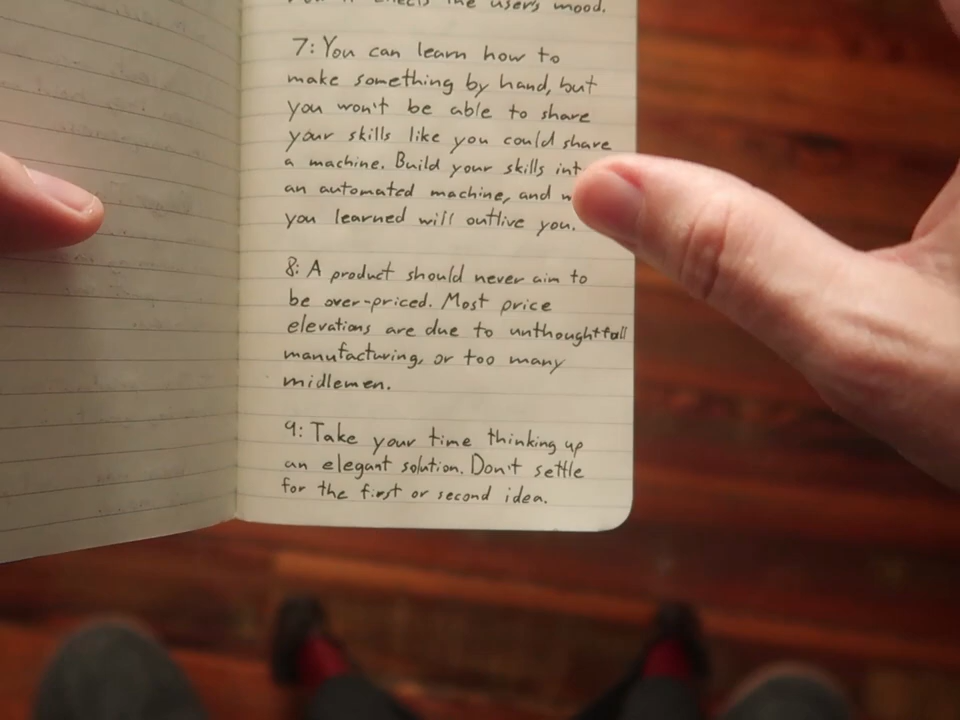 the user's mood.
7: You can learn how to
make something by hand, but
you won't be able to share
your skills like you could share
a machine. Build your skills
an automated machine, and
you learned will outlive you.
8: A product should never aim to
be over-priced. Most price
elevations are due to unthoughtfull
manufacturing, or too many
midlemen.
9: Take your time thinking up
an elegant solution. Don't settle
for the first or second idea.